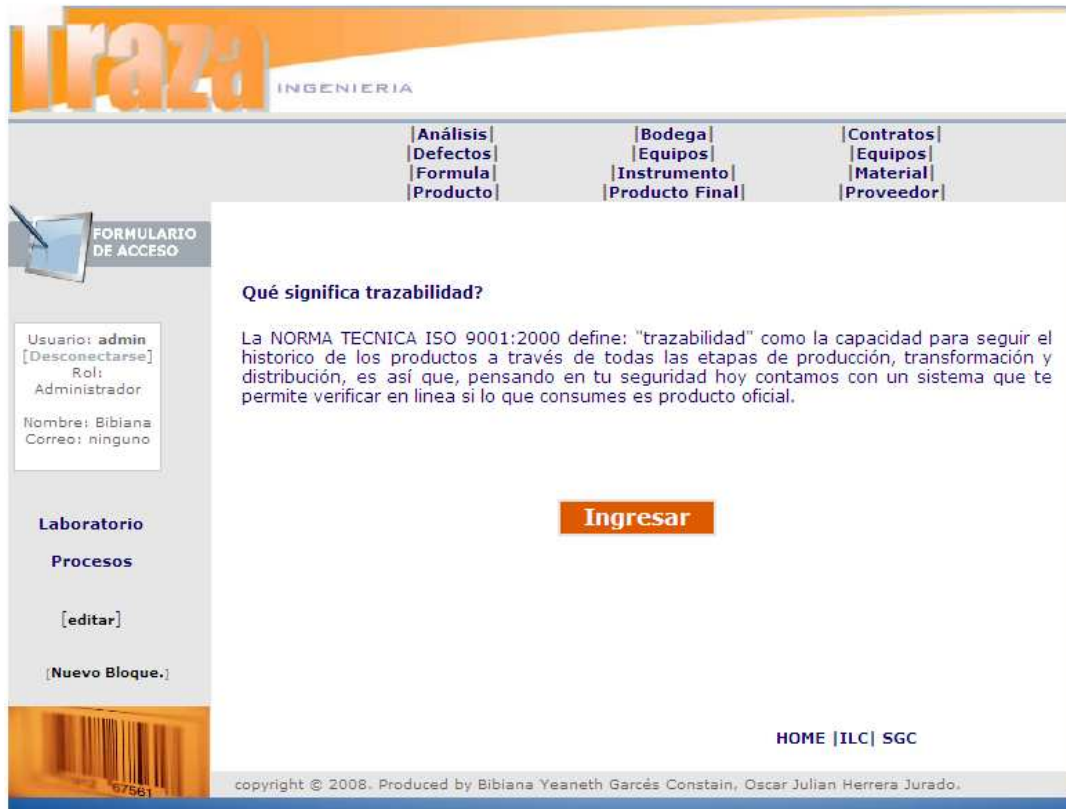 Traza
INGENIERIA
|Análisis| |Bodega| |Contratos|
|Defectos| |Equipos| |Equipos|
|Formula| |Instrumento| |Material|
|Producto| |Producto Final| |Proveedor|
FORMULARIO
DE ACCESO
Usuario: admin
[Desconectarse]
Rol:
Administrador
Nombre: Bibiana
Correo: ninguno
Laboratorio
Procesos
[editar]
[Nuevo Bloque.]
67561
Qué significa trazabilidad?
La NORMA TECNICA ISO 9001:2000 define: "trazabilidad" como la capacidad para seguir el
historico de los productos a través de todas las etapas de producción, transformación y
distribución, es así que, pensando en tu seguridad hoy contamos con un sistema que te
permite verificar en linea si lo que consumes es producto oficial.
Ingresar
HOME |ILC| SGC
copyright © 2008. Produced by Bibiana Yeaneth Garcés Constain, Oscar Julian Herrera Jurado.